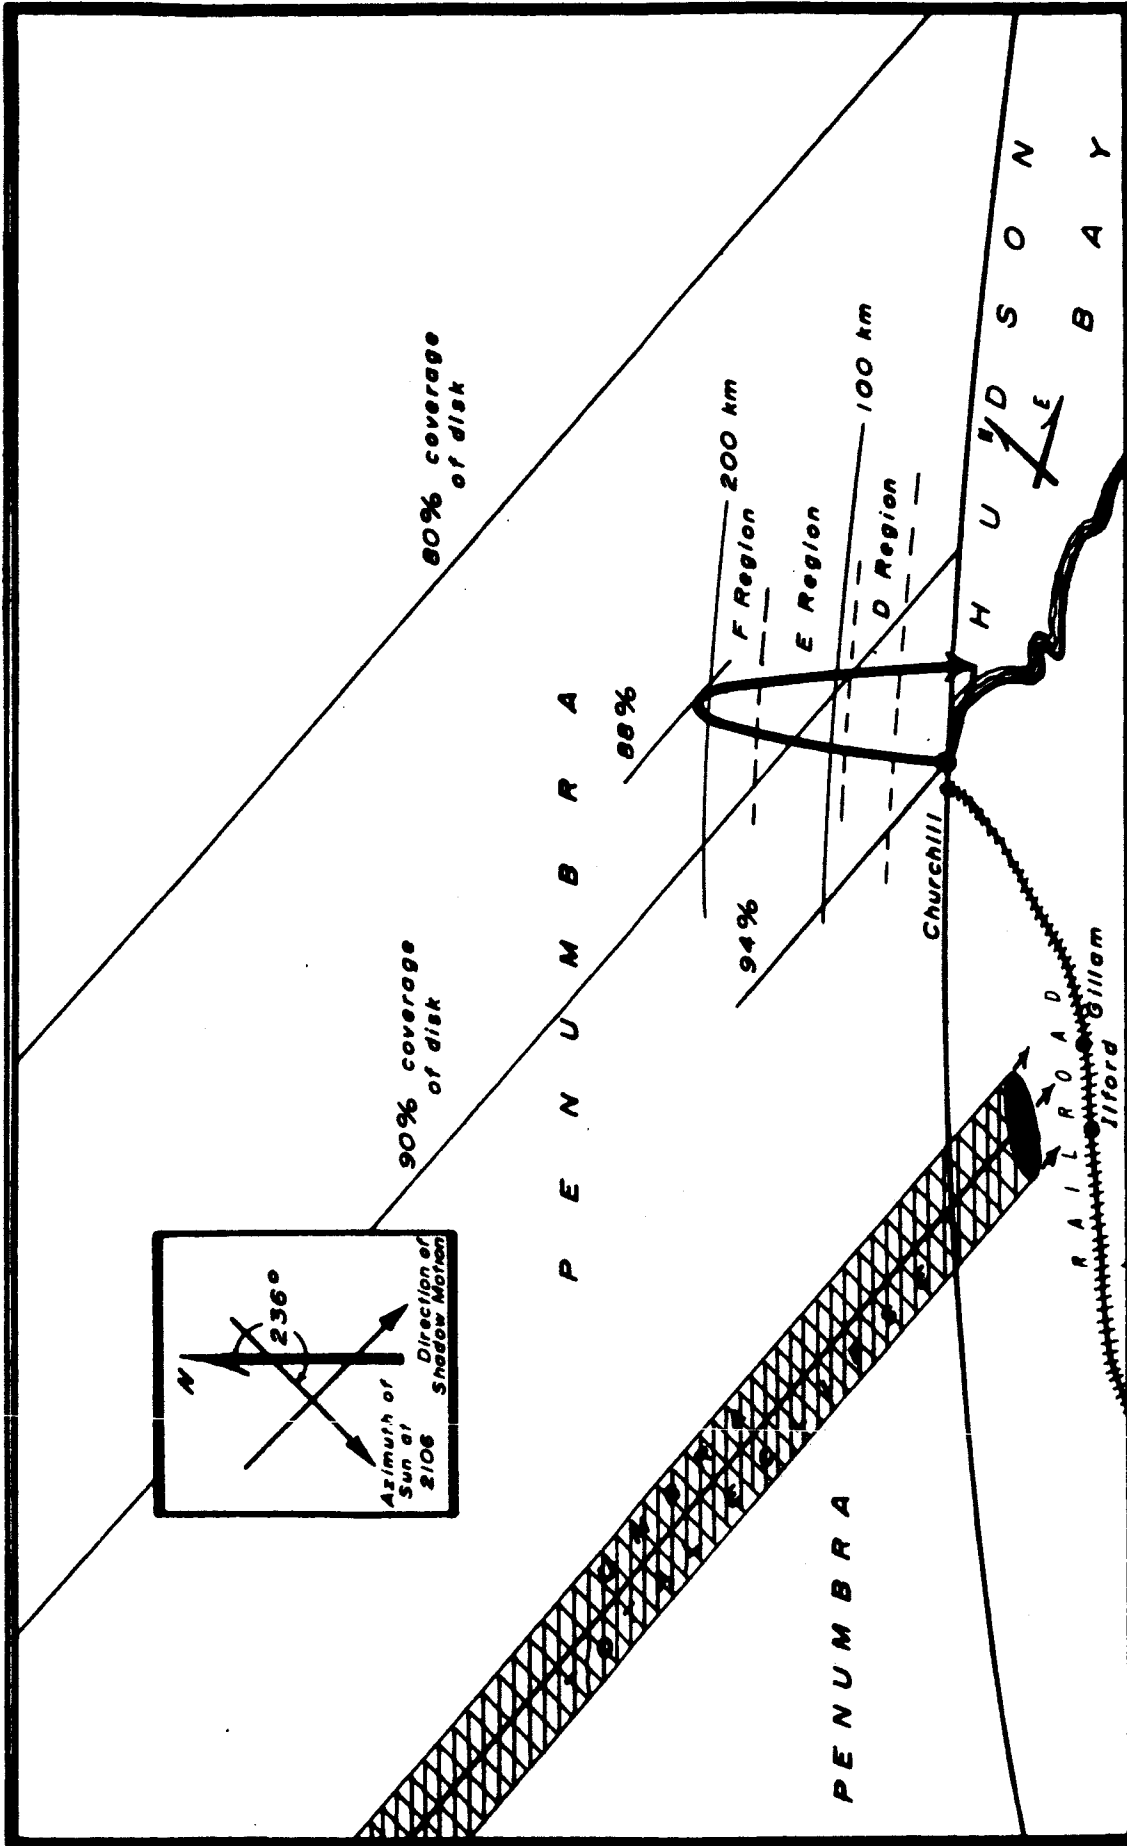 80% coverage
of disk
90% coverage
of disk
N
236°
Azimuth of
Sun at
2106
Direction of
Shadow Motion
PENUMBRA
88%
94%
200 km
F Region
E Region
100 km
D Region
Churchill
HUDSON
BAY
N
E
PENUMBRA
RAILROAD
Gillam
Ilford